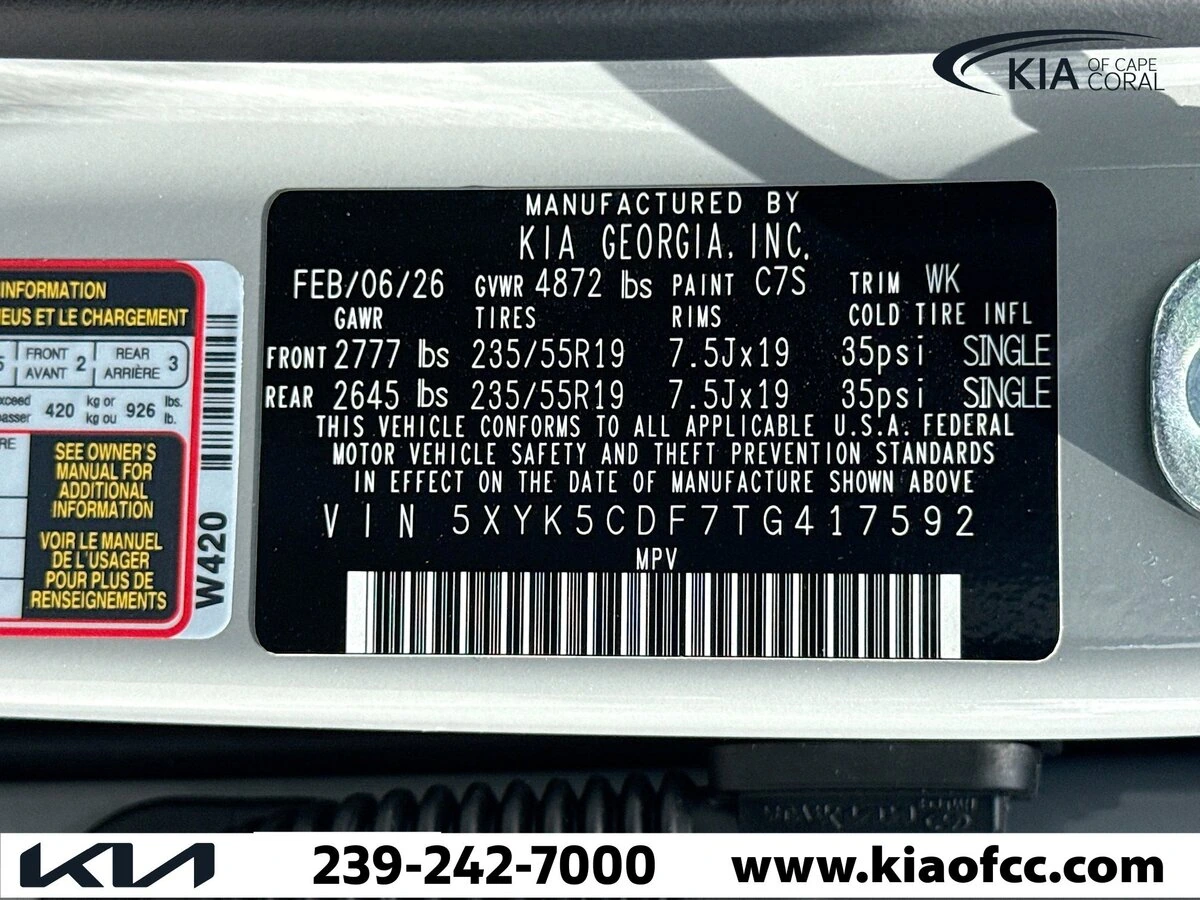 KIA OF CAPE CORAL
MANUFACTURED BY
KIA GEORGIA, INC.
FEB/06/26 GVWR 4872 lbs PAINT C7S TRIM WK
GAWR TIRES RIMS COLD TIRE INFL
FRONT 2777 lbs 235/55R19 7.5Jx19 35psi SINGLE
REAR 2645 lbs 235/55R19 7.5Jx19 35psi SINGLE
THIS VEHICLE CONFORMS TO ALL APPLICABLE U.S.A. FEDERAL
MOTOR VEHICLE SAFETY AND THEFT PREVENTION STANDARDS
IN EFFECT ON THE DATE OF MANUFACTURE SHOWN ABOVE
VIN 5XYK5CDF7TG417592
MPV
INFORMATION
ET LE CHARGEMENT
FRONT AVANT 2 REAR ARRIÈRE 3
420 kg or kg ou 926 lbs. lb.
SEE OWNER'S
MANUAL FOR
ADDITIONAL
INFORMATION
VOIR LE MANUEL
DE L'USAGER
POUR PLUS DE
RENSEIGNEMENTS
W420
KIA 239-242-7000 www.kiaofcc.com